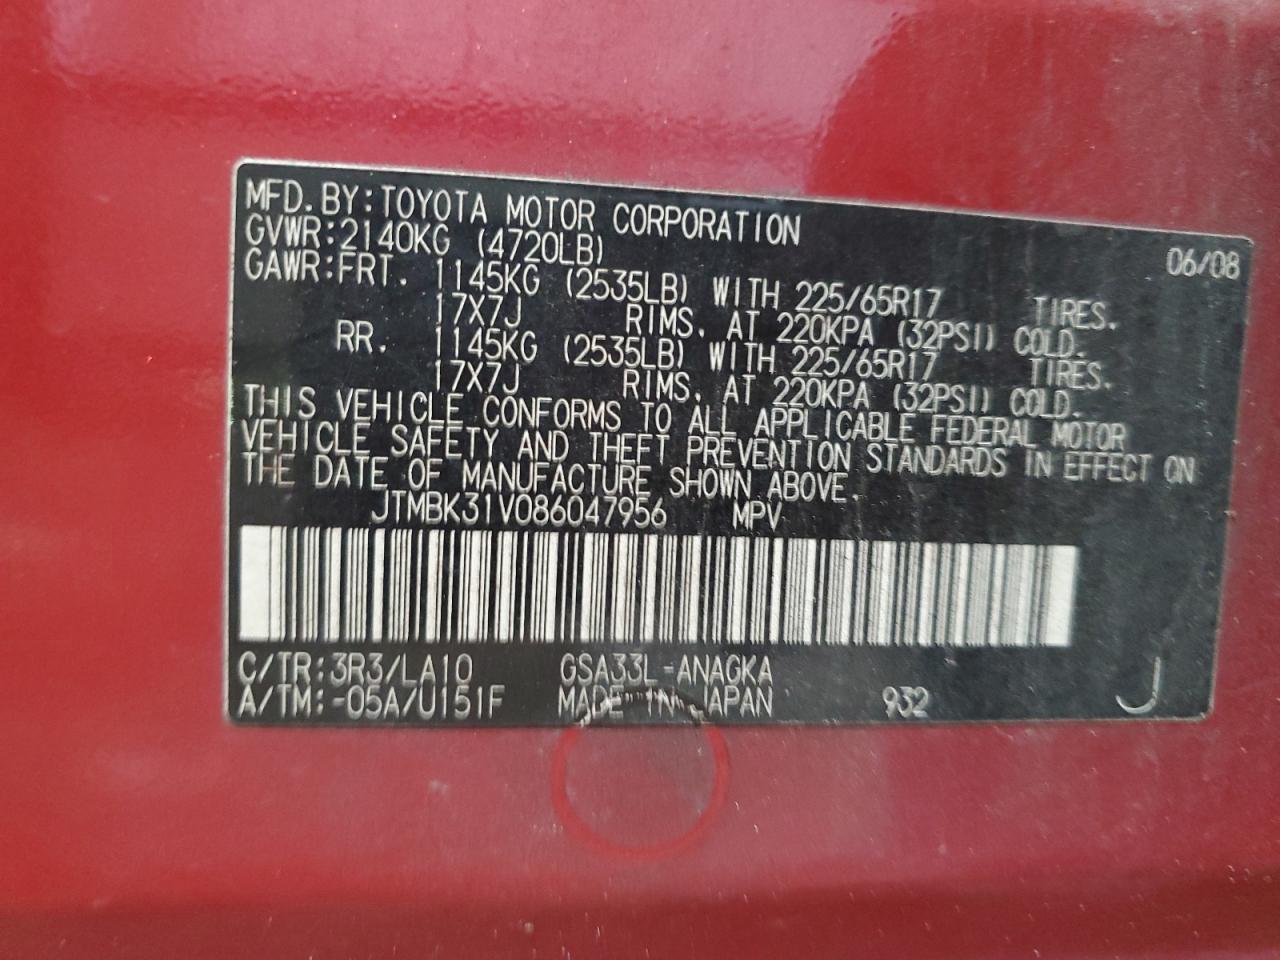 MFD. BY: TOYOTA MOTOR CORPORATION
GVWR: 2140KG (4720LB) 06/08
GAWR: FRT. 1145KG (2535LB) WITH 225/65R17 TIRES.
17X7J RIMS. AT 220KPA (32PSI) COLD.
RR. 1145KG (2535LB) WITH 225/65R17 TIRES.
17X7J RIMS. AT 220KPA (32PSI) COLD.
THIS VEHICLE CONFORMS TO ALL APPLICABLE FEDERAL MOTOR
VEHICLE SAFETY AND THEFT PREVENTION STANDARDS IN EFFECT ON
THE DATE OF MANUFACTURE SHOWN ABOVE.
JTMBK31V086047956 MPV
C/TR: 3R3/LA10 GSA33L-ANAGKA
A/TM: -05A/U151F MADE IN JAPAN 932 J